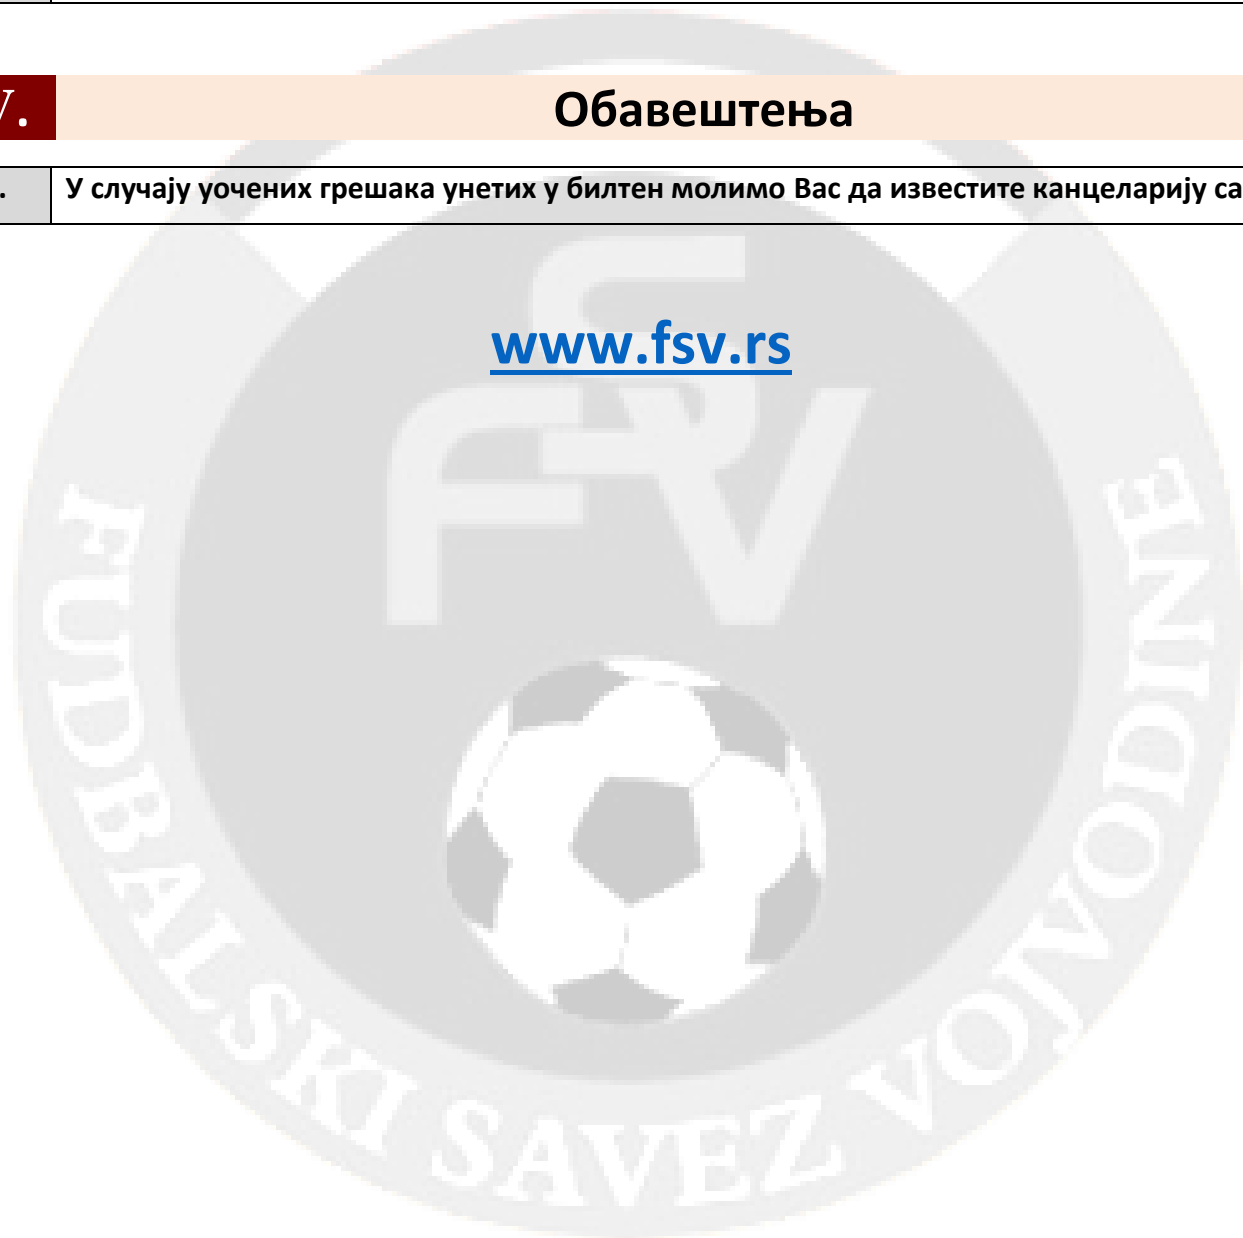 V.
Обавештења
.
У случају уочених грешака унетих у билтен молимо Вас да известите канцеларију са
www.fsv.rs
FSV
FUDBALSKI SAVEZ VOJVODINE